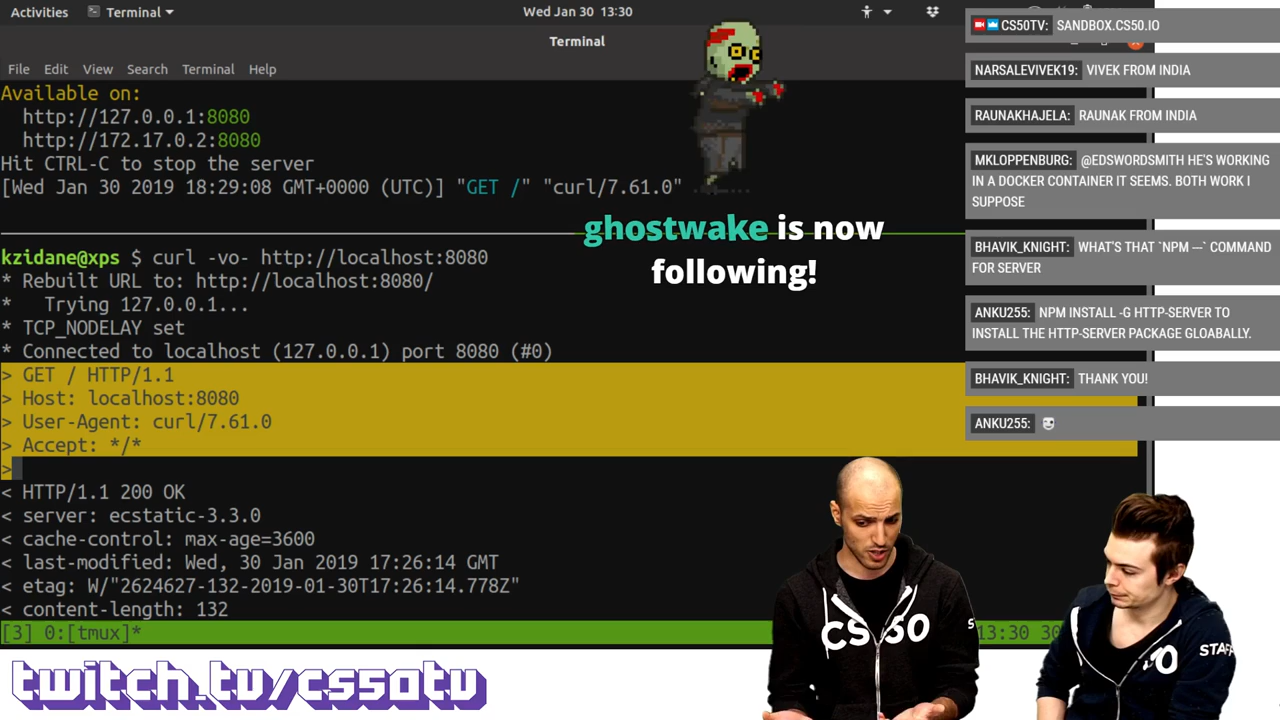 Activities
Terminal
Wed Jan 30 13:30
Terminal
File Edit View Search Terminal Help
Available on:
http://127.0.0.1:8080
http://172.17.0.2:8080
Hit CTRL-C to stop the server
[Wed Jan 30 2019 18:29:08 GMT+0000 (UTC)] "GET /" "curl/7.61.0"
ghostwake is now
following!
kzidane@xps $ curl -vo- http://localhost:8080
* Rebuilt URL to: http://localhost:8080/
* Trying 127.0.0.1...
* TCP_NODELAY set
* Connected to localhost (127.0.0.1) port 8080 (#0)
> GET / HTTP/1.1
> Host: localhost:8080
> User-Agent: curl/7.61.0
> Accept: */*
>
< HTTP/1.1 200 OK
< server: ecstatic-3.3.0
< cache-control: max-age=3600
< last-modified: Wed, 30 Jan 2019 17:26:14 GMT
< etag: W/"2624627-132-2019-01-30T17:26:14.778Z"
< content-length: 132
[3] 0:[tmux]*
13:30 30
CS50TV: SANDBOX.CS50.IO
NARSALEVIVEK19: VIVEK FROM INDIA
RAUNAKHAJELA: RAUNAK FROM INDIA
MKLOPPENBURG: @EDSWORDSMITH HE'S WORKING
IN A DOCKER CONTAINER IT SEEMS. BOTH WORK I
SUPPOSE
BHAVIK_KNIGHT: WHAT'S THAT `NPM ---` COMMAND
FOR SERVER
ANKU255: NPM INSTALL -G HTTP-SERVER TO
INSTALL THE HTTP-SERVER PACKAGE GLOABALLY.
BHAVIK_KNIGHT: THANK YOU!
ANKU255:
CS50
STAFF
twitch.tv/cs50tv